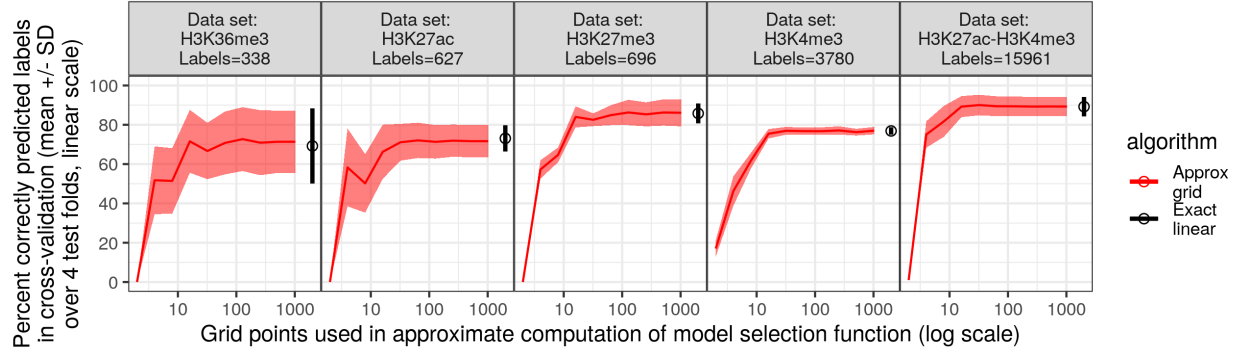 Data set:
H3K36me3
Labels=338
Data set:
H3K27ac
Labels=627
Data set:
H3K27me3
Labels=696
Data set:
H3K4me3
Labels=3780
Data set:
H3K27ac-H3K4me3
Labels=15961
Percent correctly predicted labels
in cross-validation (mean +/- SD
over 4 test folds, linear scale)
100
80
60
40
20
0
10 100 1000
10 100 1000
10 100 1000
10 100 1000
10 100 1000
Grid points used in approximate computation of model selection function (log scale)
algorithm
Approx
grid
Exact
linear